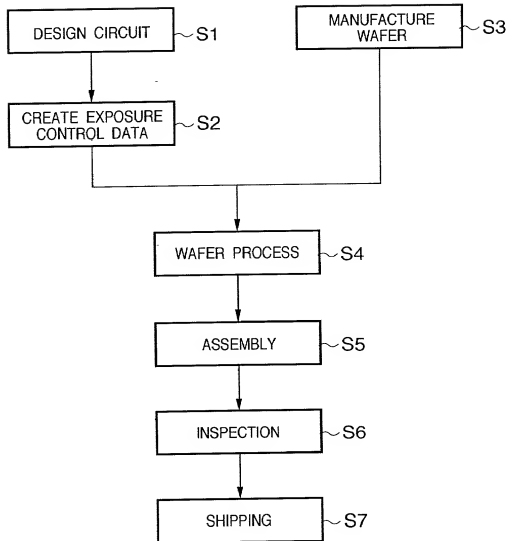 DESIGN CIRCUIT
S1
MANUFACTURE
WAFER
S3
CREATE EXPOSURE
CONTROL DATA
S2
WAFER PROCESS
S4
ASSEMBLY
S5
INSPECTION
S6
SHIPPING
S7